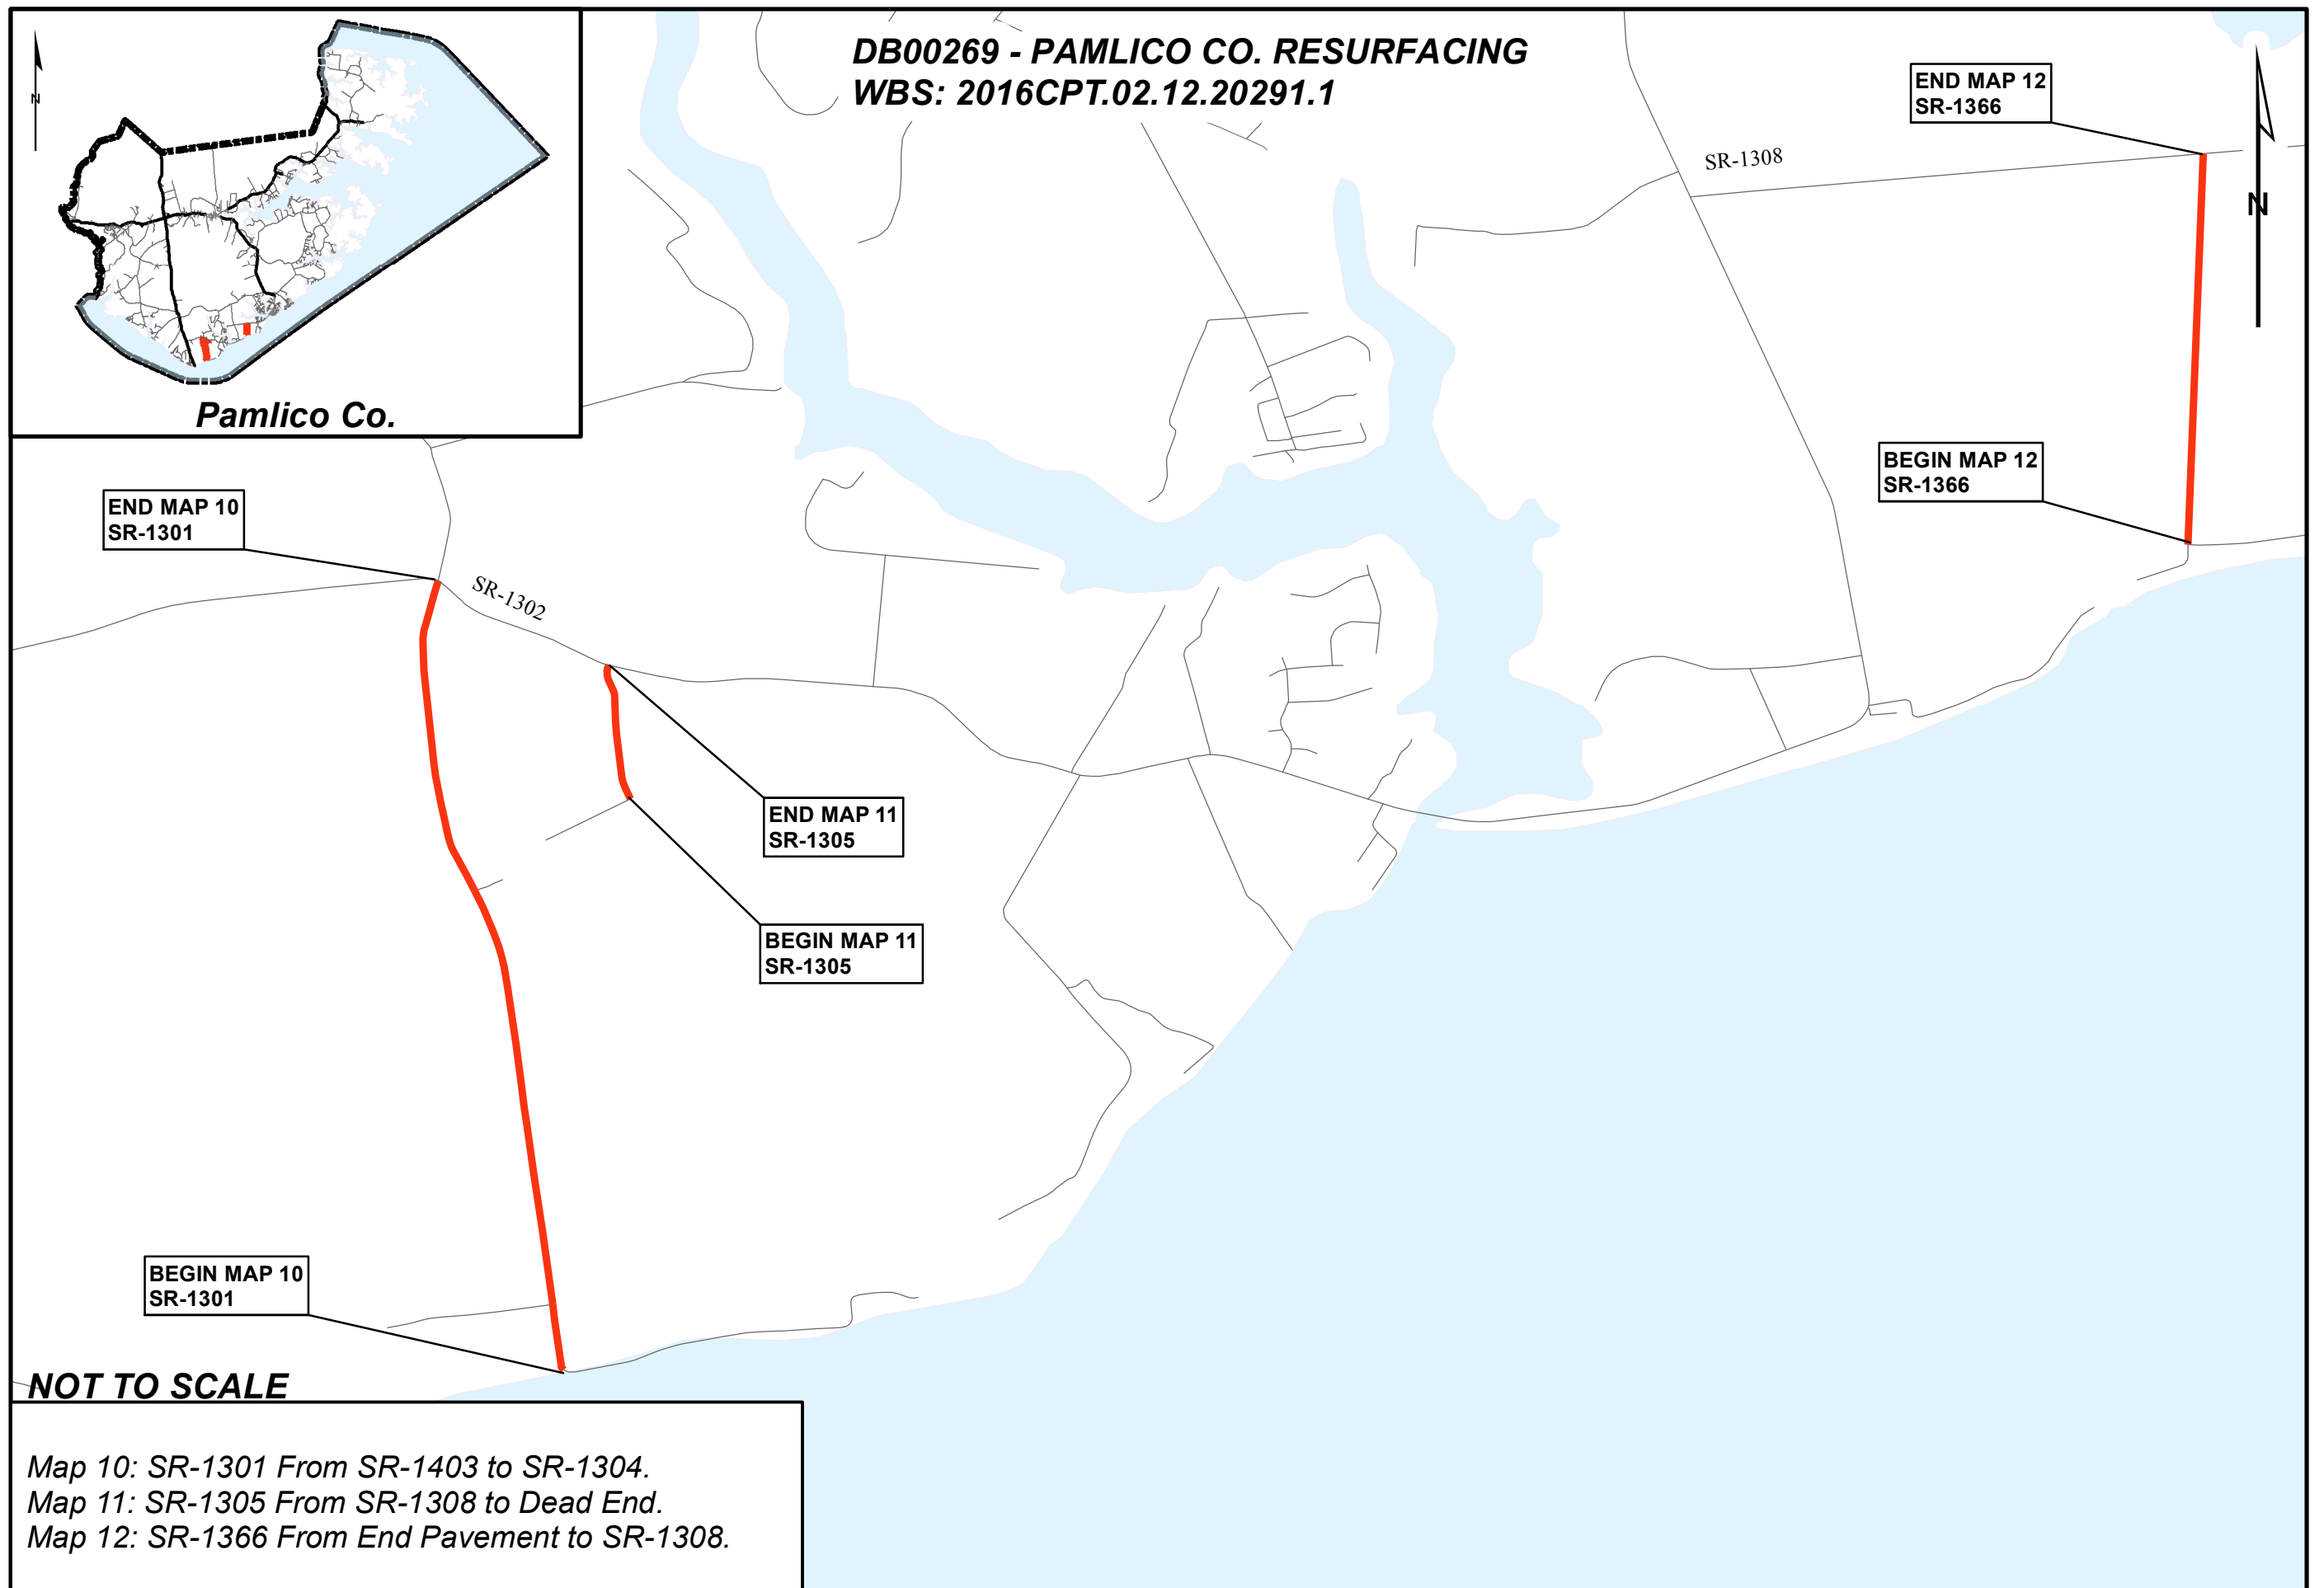 DB00269 - PAMLICO CO. RESURFACING
WBS: 2016CPT.02.12.20291.1
N
Pamlico Co.
END MAP 12
SR-1366
SR-1308
N
BEGIN MAP 12
SR-1366
END MAP 10
SR-1301
SR-1302
END MAP 11
SR-1305
BEGIN MAP 11
SR-1305
BEGIN MAP 10
SR-1301
NOT TO SCALE
Map 10: SR-1301 From SR-1403 to SR-1304.
Map 11: SR-1305 From SR-1308 to Dead End.
Map 12: SR-1366 From End Pavement to SR-1308.